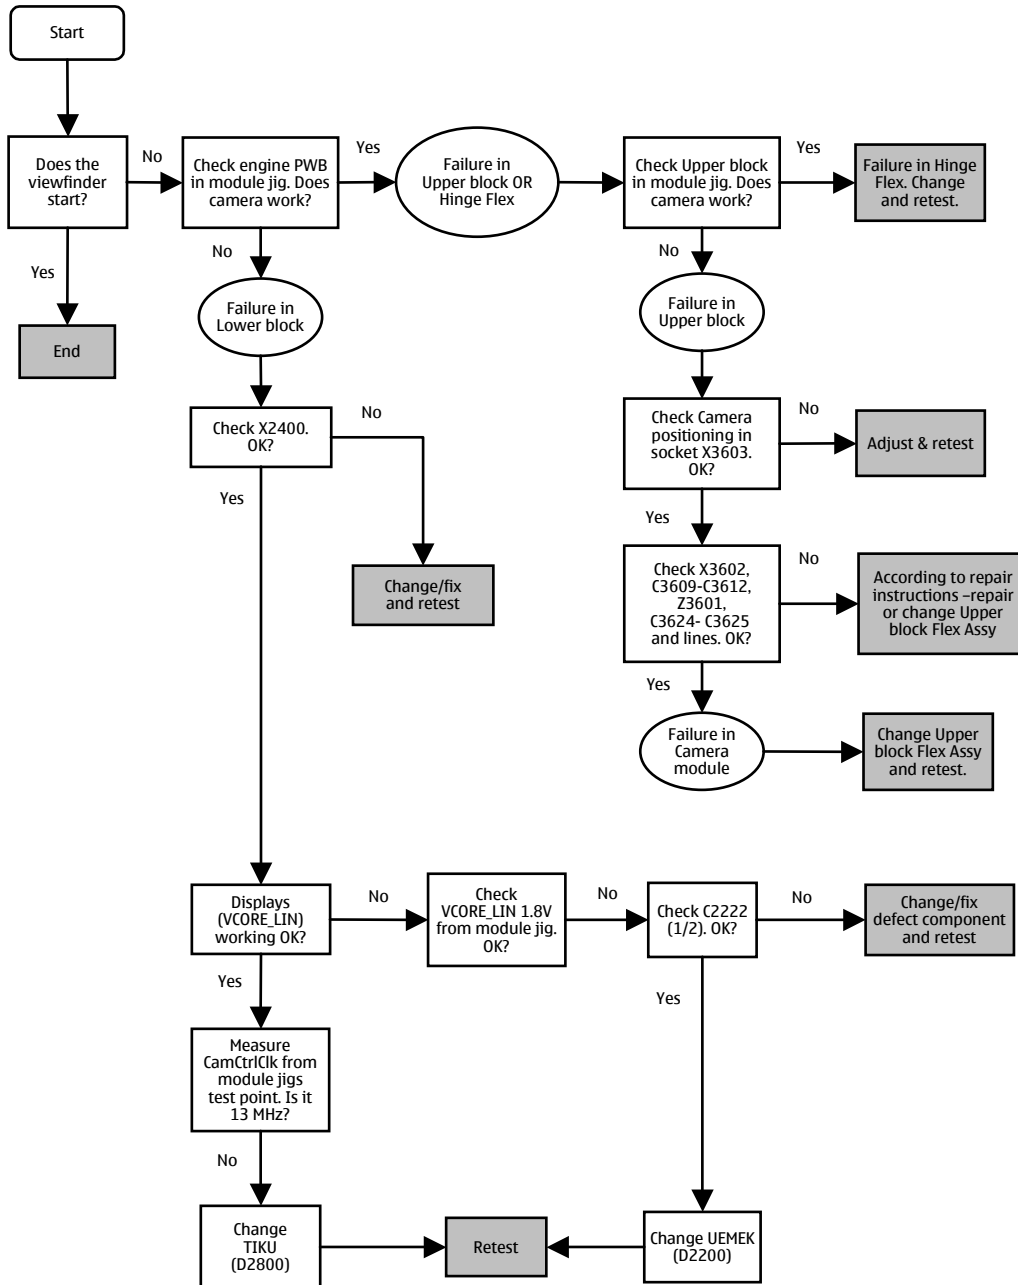 Start
Does the
viewfinder
start?
No
Check engine PWB
in module jig. Does
camera work?
Yes
Failure in
Upper block OR
Hinge Flex
Check Upper block
in module jig. Does
camera work?
Yes
Failure in Hinge
Flex. Change
and retest.
Yes
End
No
Failure in
Lower block
No
Failure in
Upper block
Check X2400.
OK?
No
Change/fix
and retest
Yes
Check Camera
positioning in
socket X3603.
OK?
No
Adjust & retest
Yes
Check X3602,
C3609-C3612,
Z3601,
C3624- C3625
and lines. OK?
No
According to repair
instructions –repair
or change Upper
block Flex Assy
Yes
Failure in
Camera
module
Change Upper
block Flex Assy
and retest.
Displays
(VCORE_LIN)
working OK?
No
Check
VCORE_LIN 1.8V
from module jig.
OK?
No
Check C2222
(1/2). OK?
No
Change/fix
defect component
and retest
Yes
Measure
CamCtrlClk from
module jigs
test point. Is it
13 MHz?
Yes
No
Change
TIKU
(D2800)
Retest
Change UEMEK
(D2200)